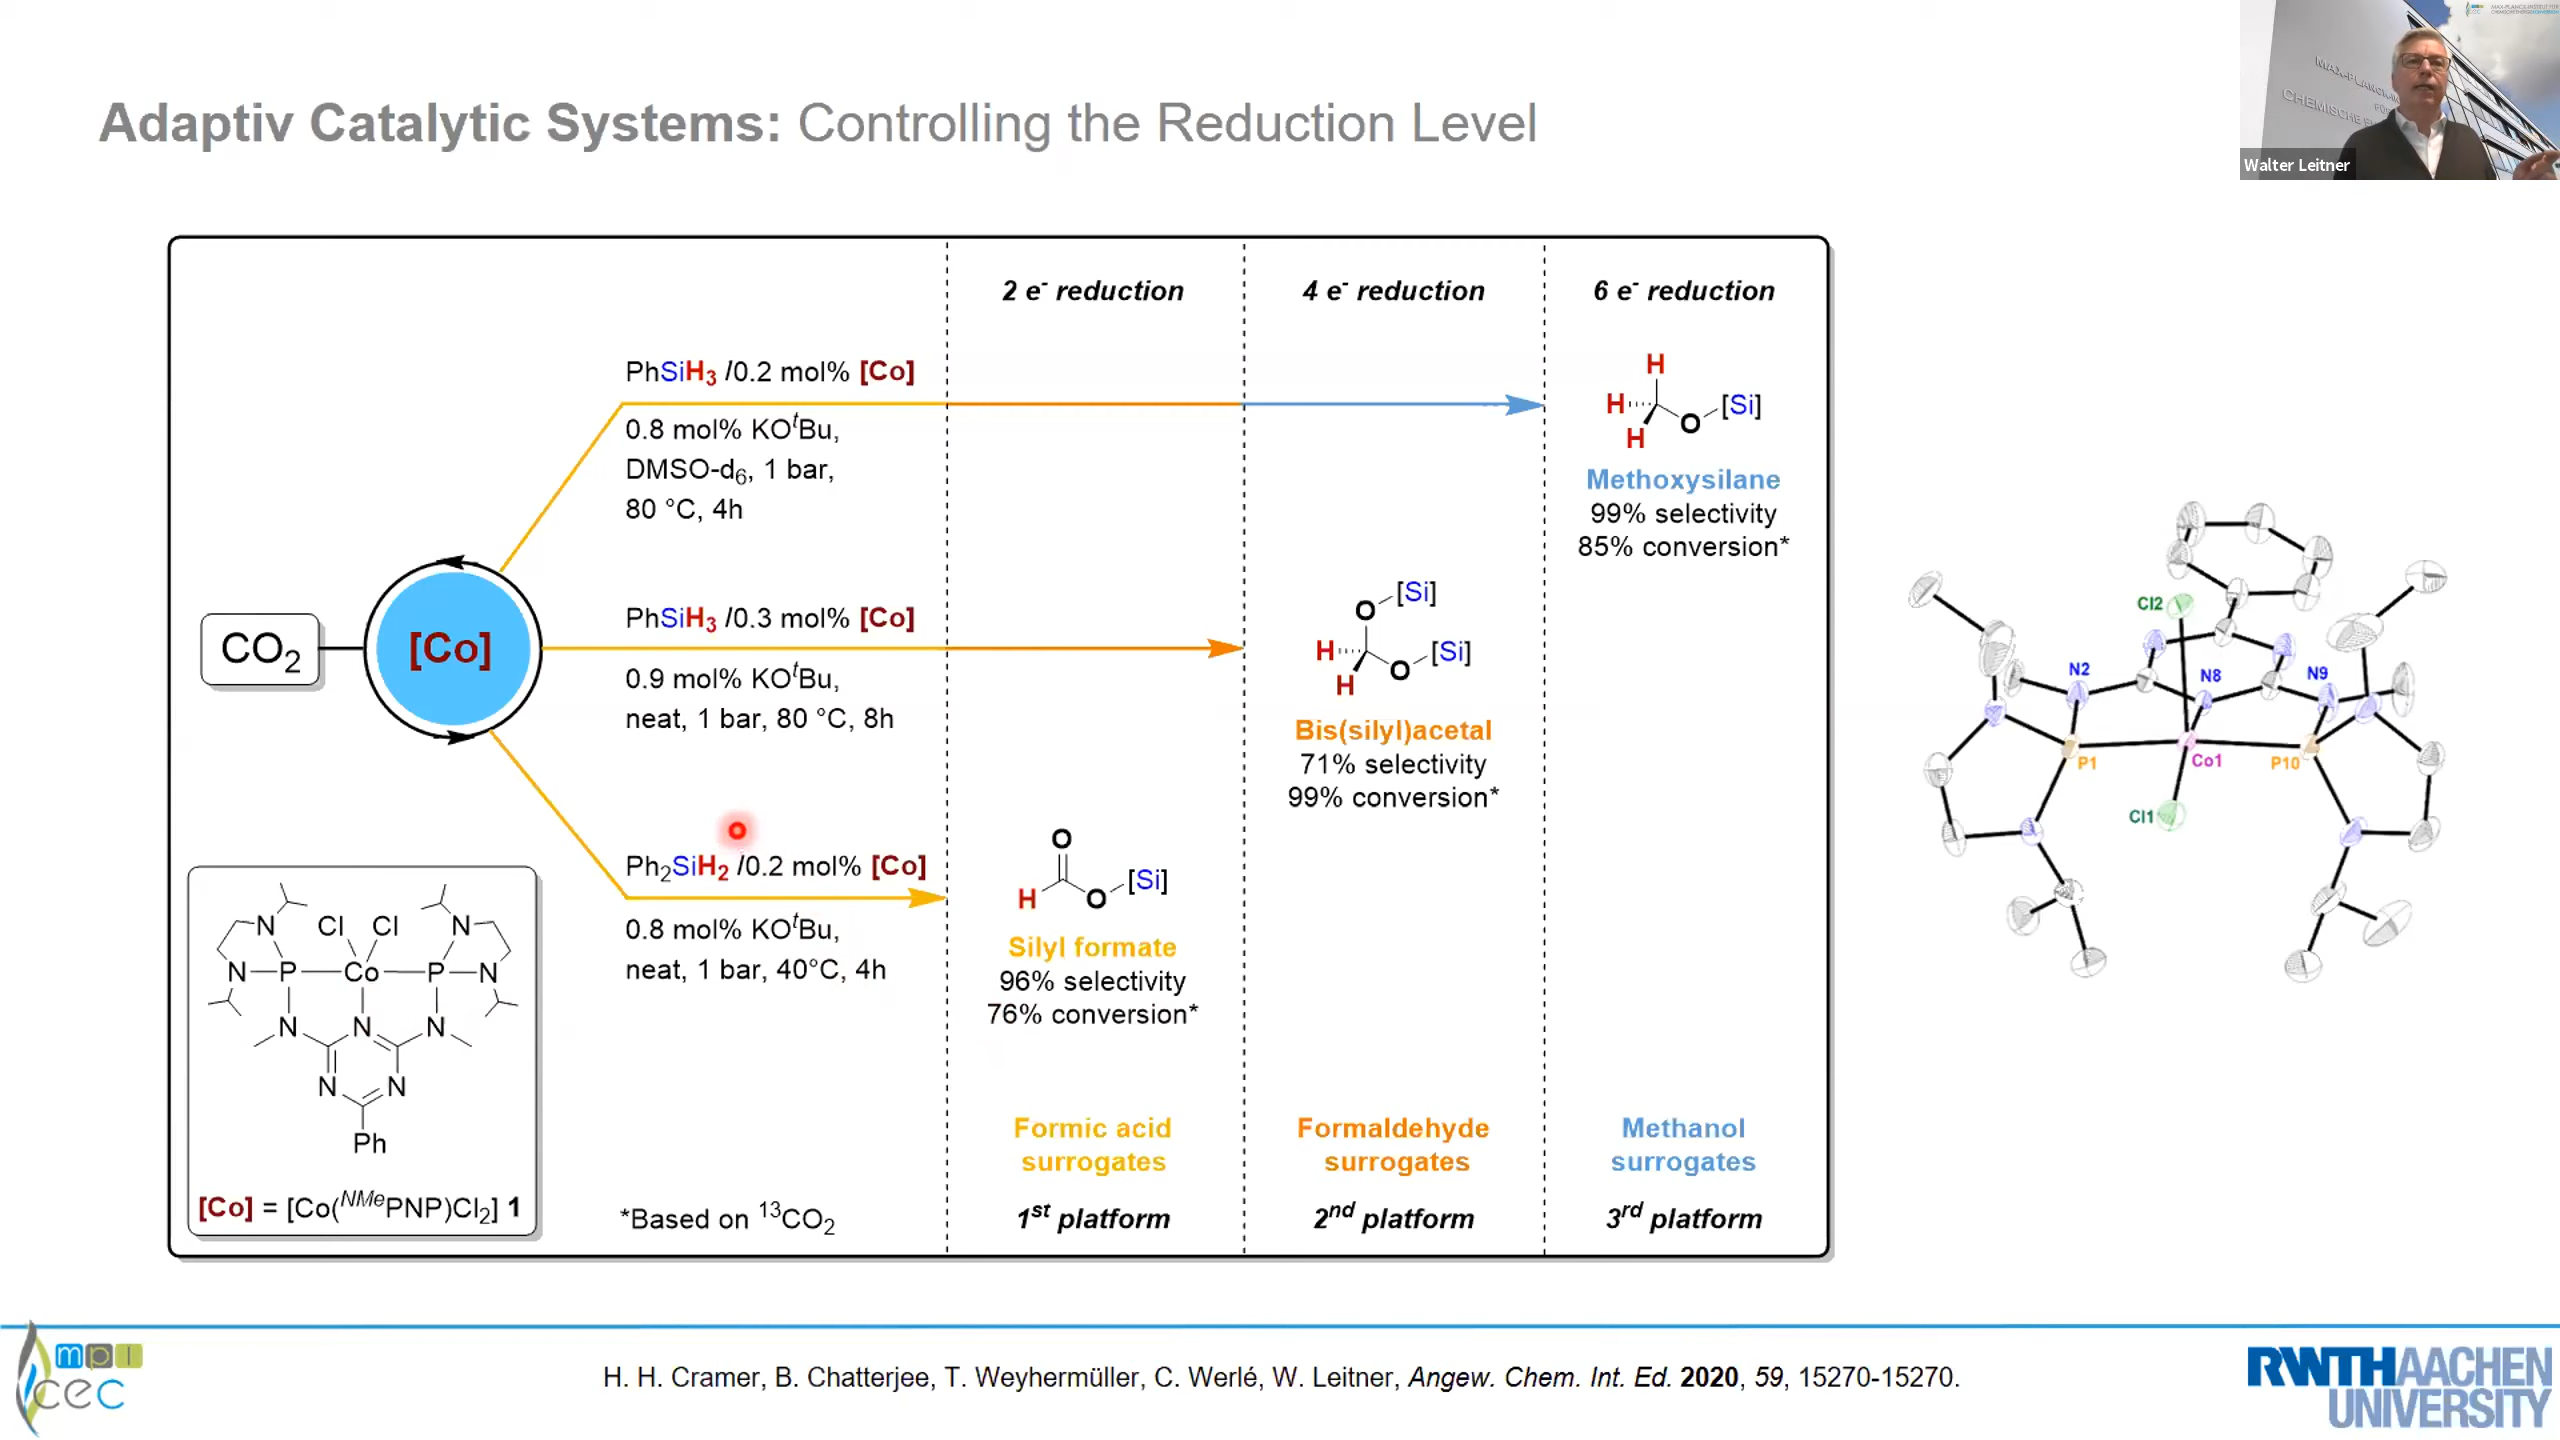 Adaptiv Catalytic Systems: Controlling the Reduction Level
MAX-PLANCK-IN
CHEMISCHE
Walter Leitner
2 e⁻ reduction
4 e⁻ reduction
6 e⁻ reduction
PhSiH₃ /0.2 mol% [Co]
0.8 mol% KOᵗBu,
DMSO-d₆, 1 bar,
80 °C, 4h
H
H
H
O
[Si]
Methoxysilane
99% selectivity
85% conversion*
CO₂
[Co]
PhSiH₃ /0.3 mol% [Co]
0.9 mol% KOᵗBu,
neat, 1 bar, 80 °C, 8h
O [Si]
H
H
O
[Si]
Bis(silyl)acetal
71% selectivity
99% conversion*
Ph₂SiH₂ /0.2 mol% [Co]
0.8 mol% KOᵗBu,
neat, 1 bar, 40°C, 4h
O
H
O
[Si]
Silyl formate
96% selectivity
76% conversion*
N Cl Cl N
N P Co P N
N N N
N N
Ph
[Co] = [Co(ᴺᴹᵉPNP)Cl₂] 1
*Based on ¹³CO₂
Formic acid
surrogates
1ˢᵗ platform
Formaldehyde
surrogates
2ⁿᵈ platform
Methanol
surrogates
3ʳᵈ platform
Cl2
N2
N8
N9
P1
Co1
P10
Cl1
mpi
cec
H. H. Cramer, B. Chatterjee, T. Weyhermüller, C. Werlé, W. Leitner, Angew. Chem. Int. Ed. 2020, 59, 15270-15270.
RWTH AACHEN
UNIVERSITY